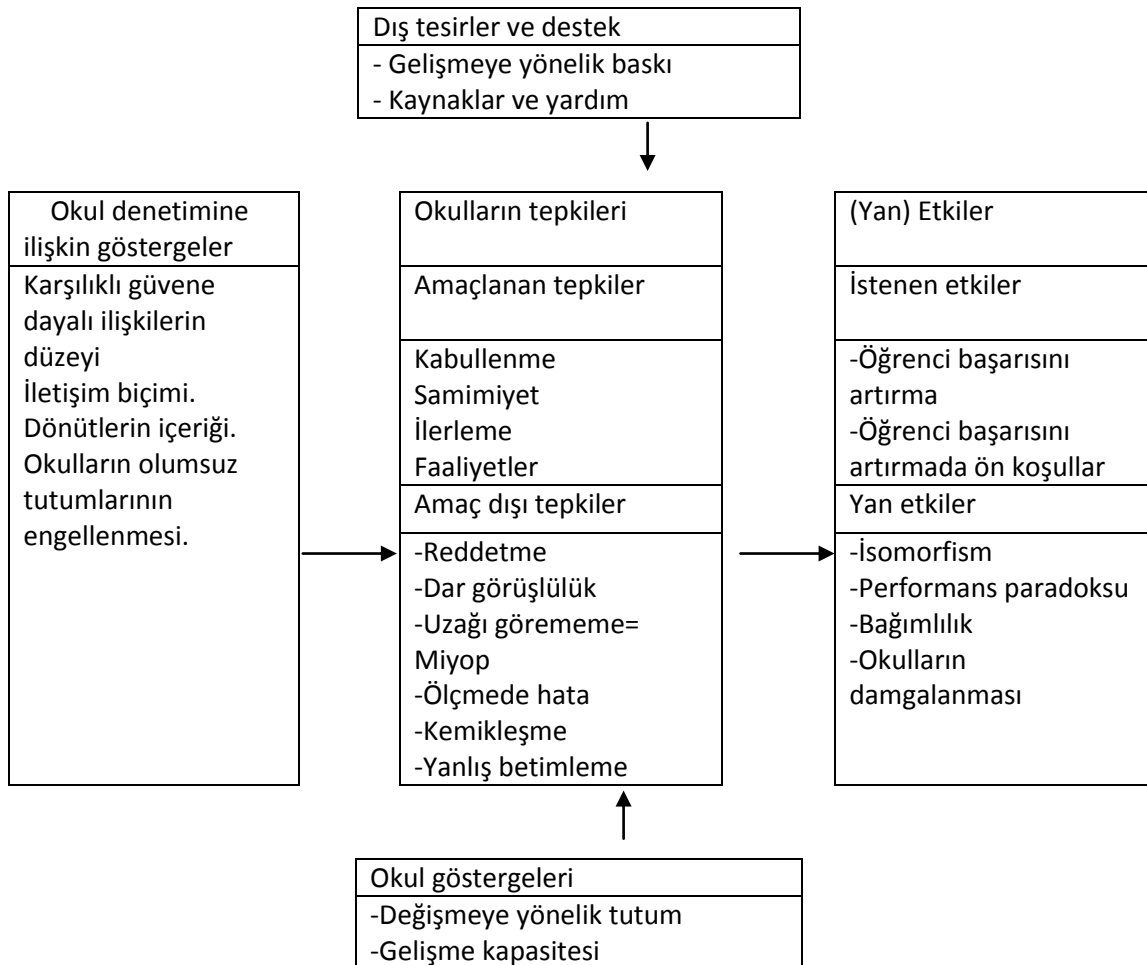 Dış tesirler ve destek
- Gelişmeye yönelik baskı
- Kaynaklar ve yardım
Okul denetimine
ilişkin göstergeler
Karşılıklı güvene
dayalı ilişkilerin
düzeyi
İletişim biçimi.
Dönütlerin içeriği.
Okulların olumsuz
tutumlarının
engellenmesi.
Okulların tepkileri
Amaçlanan tepkiler
Kabullenme
Samimiyet
İlerleme
Faaliyetler
Amaç dışı tepkiler
-Reddetme
-Dar görüşlülük
-Uzağı görememe=
Miyop
-Ölçmede hata
-Kemikleşme
-Yanlış betimleme
(Yan) Etkiler
İstenen etkiler
-Öğrenci başarısını
artırma
-Öğrenci başarısını
artırmada ön koşullar
Yan etkiler
-İsomorfism
-Performans paradoksu
-Bağımlılık
-Okulların
damgalanması
Okul göstergeleri
-Değişmeye yönelik tutum
-Gelişme kapasitesi